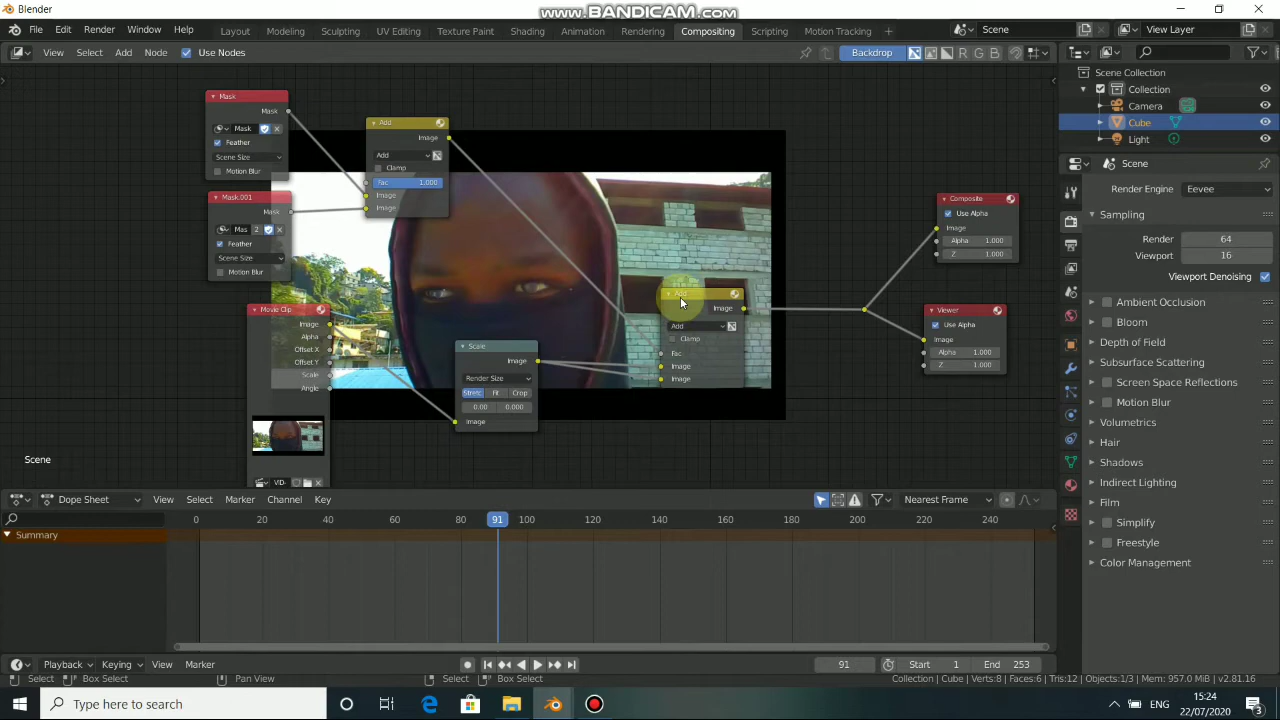 Blender
www.BANDICAM.com
File Edit Render Window Help
Layout Modeling Sculpting UV Editing Texture Paint Shading Animation Rendering Compositing Scripting Motion Tracking
Scene
View Layer
View Select Add Node Use Nodes
Backdrop
R G B
Mask
Mask
Mask
Feather
Scene Size
Motion Blur
Mask.001
Mask
Mas 2
Feather
Scene Size
Motion Blur
Movie Clip
Image
Alpha
Offset X
Offset Y
Scale
Angle
VID-
Add
Image
Add
Clamp
Fac 1.000
Image
Image
Scale
Image
Render Size
Stretc Fit Crop
0.00 0.000
Image
Add
Image
Add
Clamp
Fac
Image
Image
Composite
Use Alpha
Image
Alpha 1.000
Z 1.000
Viewer
Use Alpha
Image
Alpha 1.000
Z 1.000
Scene
Scene Collection
Collection
Camera
Cube
Light
Scene
Render Engine Eevee
Sampling
Render 64
Viewport 16
Viewport Denoising
Ambient Occlusion
Bloom
Depth of Field
Subsurface Scattering
Screen Space Reflections
Motion Blur
Volumetrics
Hair
Shadows
Indirect Lighting
Film
Simplify
Freestyle
Color Management
Dope Sheet View Select Marker Channel Key
Nearest Frame
0 20 40 60 80 91 100 120 140 160 180 200 220 240
Summary
Playback Keying View Marker
91 Start 1 End 253
Select Box Select Pan View Select Box Select
Collection | Cube | Verts:8 | Faces:6 | Tris:12 | Objects:1/3 | Mem: 957.0 MiB | v2.81.16
Type here to search
ENG
15:24
22/07/2020
3